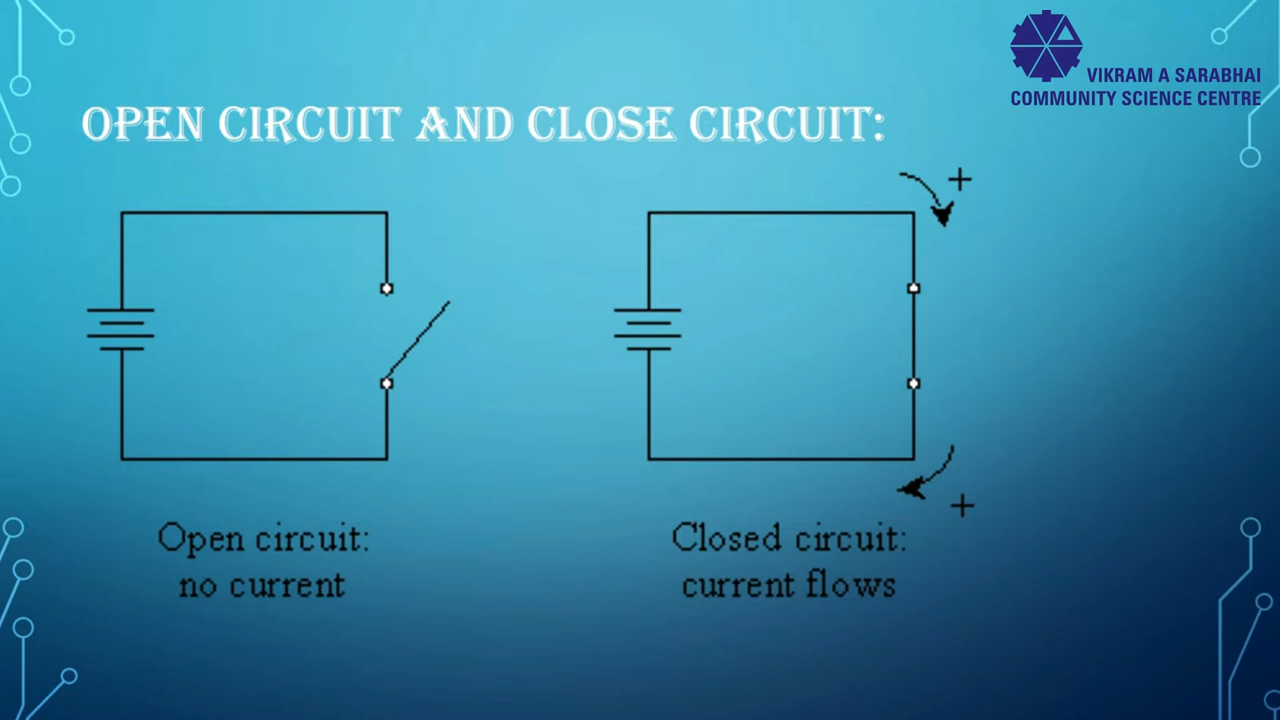 VIKRAM A SARABHAI
COMMUNITY SCIENCE CENTRE
OPEN CIRCUIT AND CLOSE CIRCUIT:
+
+
Open circuit:
no current
Closed circuit:
current flows